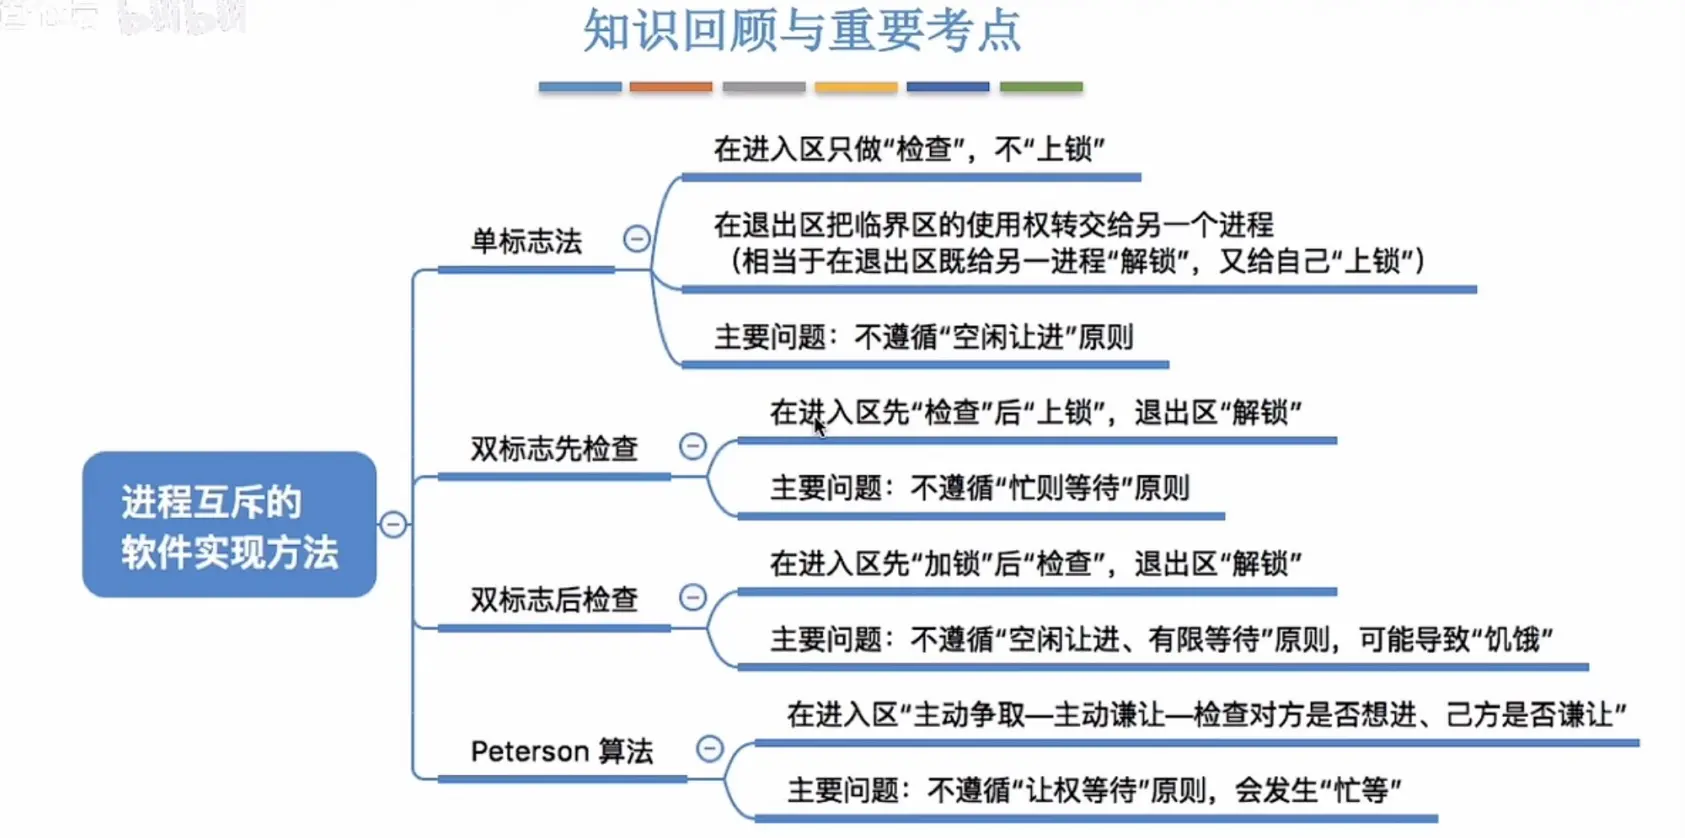 bilibili
知识回顾与重要考点
在进入区只做“检查”，不“上锁”
单标志法
在退出区把临界区的使用权转交给另一个进程
（相当于在退出区既给另一进程“解锁”，又给自己“上锁”）
主要问题：不遵循“空闲让进”原则
进程互斥的
软件实现方法
双标志先检查
在进入区先“检查”后“上锁”，退出区“解锁”
主要问题：不遵循“忙则等待”原则
双标志后检查
在进入区先“加锁”后“检查”，退出区“解锁”
主要问题：不遵循“空闲让进、有限等待”原则，可能导致“饥饿”
Peterson 算法
在进入区“主动争取—主动谦让—检查对方是否想进、己方是否谦让”
主要问题：不遵循“让权等待”原则，会发生“忙等”